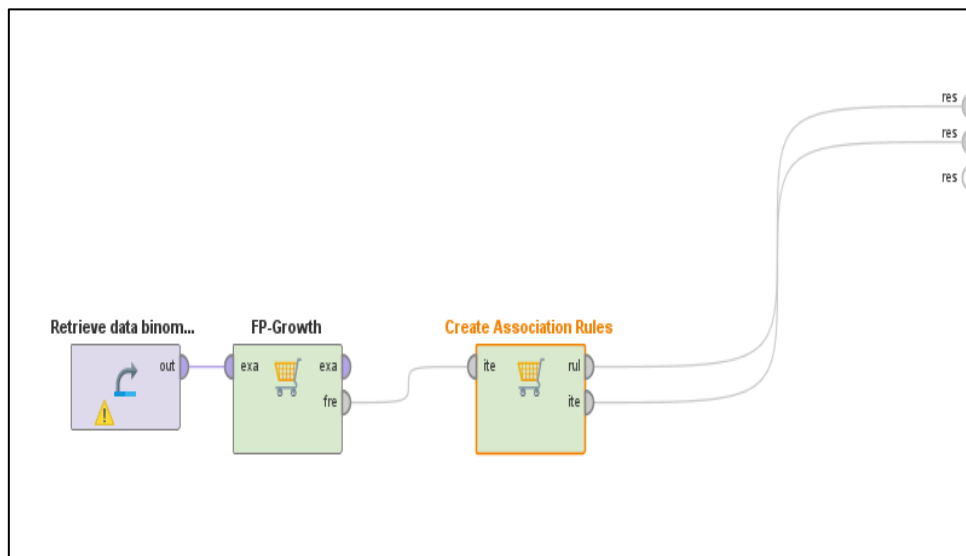 res
res
res
Retrieve data binom...
out
FP-Growth
exa
exa
fre
Create Association Rules
ite
rul
ite